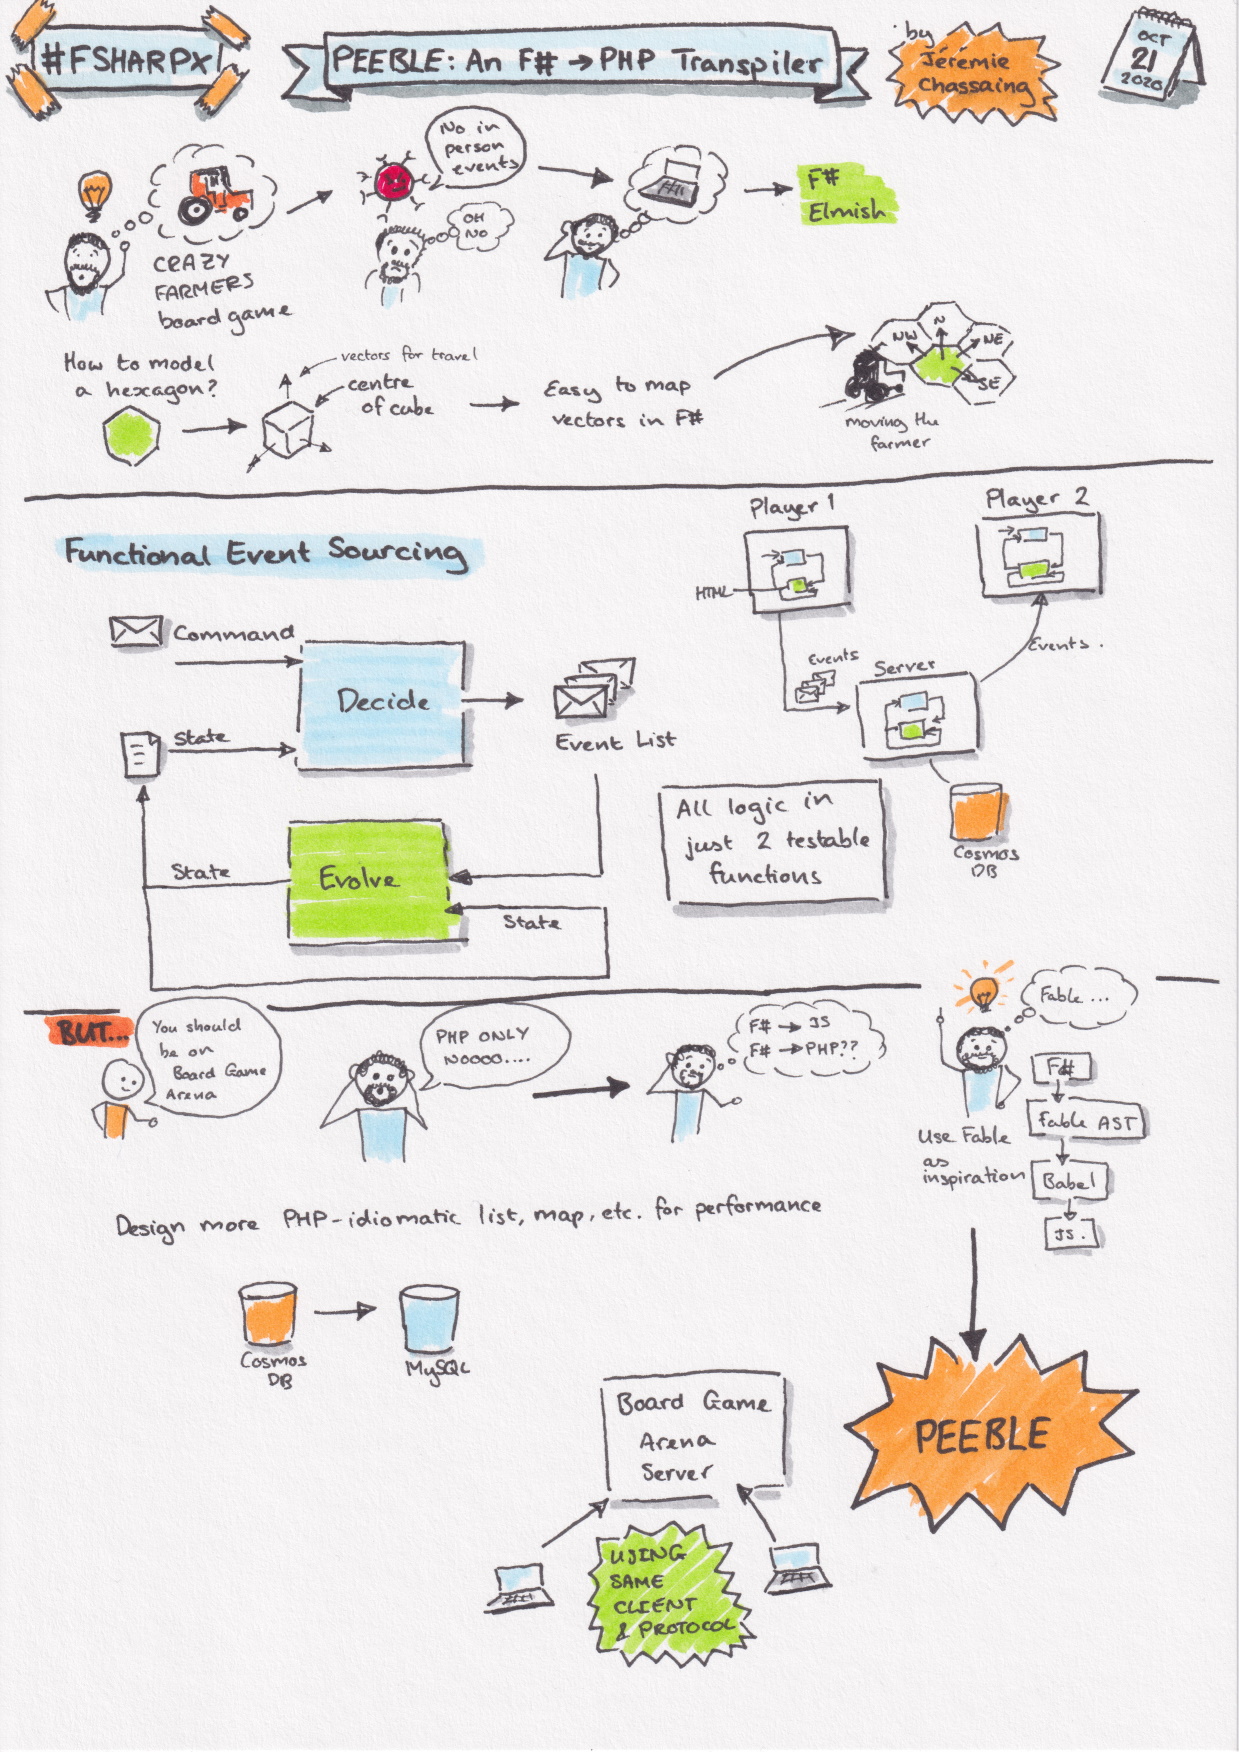 #FSHARPX
PEEBLE: An F# → PHP Transpiler
by
Jérémie
Chassaing
OCT
21
2020
CRAZY
FARMERS
board game
No in
person
events
OH
NO
F#
Elmish
How to model
a hexagon?
vectors for travel
centre
of cube
Easy to map
vectors in F#
NW
N
NE
SE
moving the
farmer
Functional Event Sourcing
Command
State
Decide
Event List
Evolve
State
State
Player 1
HTML
Player 2
Events
Server
Events.
Cosmos
DB
All logic in
just 2 testable
functions
BUT...
You should
be on
Board Game
Arena
PHP ONLY
NOOOO....
F# → JS
F# → PHP??
Fable ...
Use Fable
as
inspiration
F#
Fable AST
Babel
JS.
Design more PHP-idiomatic list, map, etc. for performance
Cosmos
DB
MySQL
PEEBLE
Board Game
Arena
Server
USING
SAME
CLIENT
& PROTOCOL